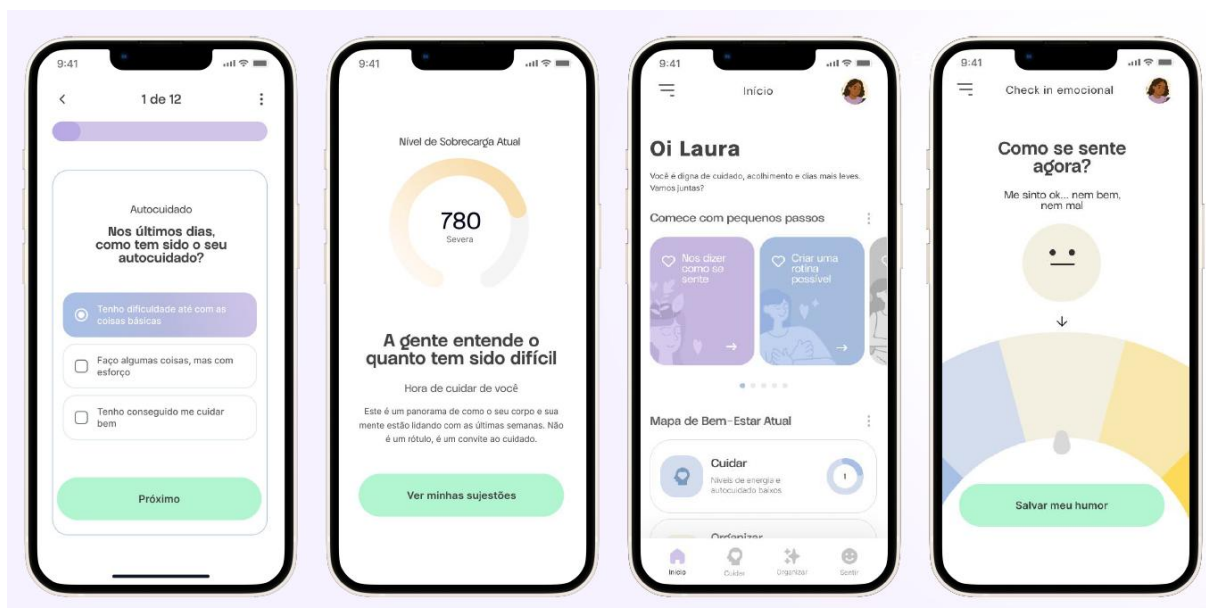 9:41
1 de 12
Autocuidado
Nos últimos dias,
como tem sido o seu
autocuidado?
Tenho dificuldade até com as
coisas básicas
Faço algumas coisas, mas com
esforço
Tenho conseguido me cuidar
bem
Próximo
9:41
Nível de Sobrecarga Atual
780
Severa
A gente entende o
quanto tem sido difícil
Hora de cuidar de você
Este é um panorama de como o seu corpo e sua
mente estão lidando com as últimas semanas. Não
é um rótulo, é um convite ao cuidado.
Ver minhas sujestões
9:41
Início
Oi Laura
Você é digna de cuidado, acolhimento e dias mais leves.
Vamos juntas?
Comece com pequenos passos
Nos dizer
como se
sente
Criar uma
rotina
possível
Mapa de Bem-Estar Atual
Cuidar
Níveis de energia e
autocuidado baixos
1
Organizar
Início
Cuidar
Organizar
Sentir
9:41
Check in emocional
Como se sente
agora?
Me sinto ok... nem bem,
nem mal
Salvar meu humor